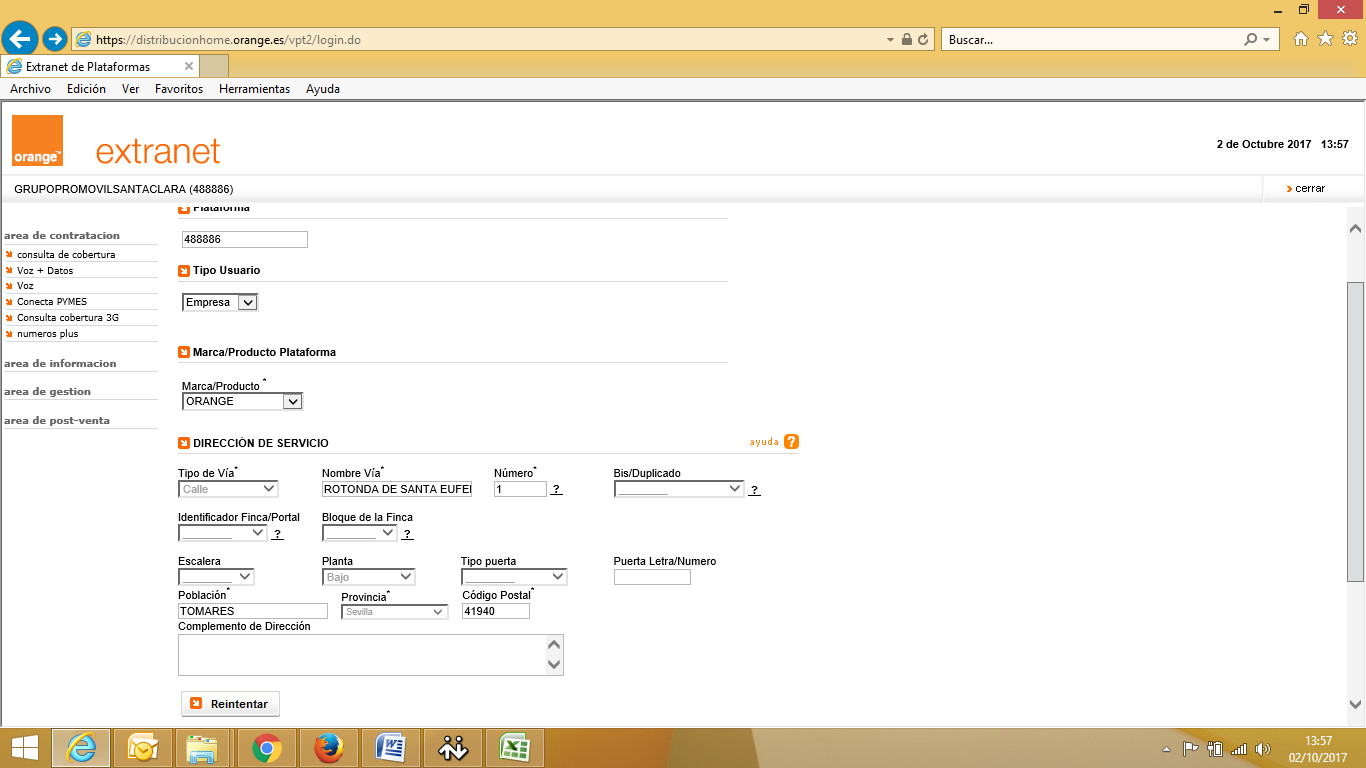 https://distribucionhome.orange.es/vpt2/login.do
Buscar...
Extranet de Plataformas
Archivo Edición Ver Favoritos Herramientas Ayuda
orange™ extranet
2 de Octubre 2017 13:57
GRUPOPROMOVILSANTACLARA (488886)
cerrar
Plataforma
488886
area de contratacion
consulta de cobertura
Voz + Datos
Voz
Conecta PYMES
Consulta cobertura 3G
numeros plus
area de informacion
area de gestion
area de post-venta
Tipo Usuario
Empresa
Marca/Producto Plataforma
Marca/Producto *
ORANGE
DIRECCIÓN DE SERVICIO
ayuda ?
Tipo de Vía* Nombre Vía* Número* Bis/Duplicado
Calle ROTONDA DE SANTA EUFE 1 ? ?
Identificador Finca/Portal Bloque de la Finca
? ?
Escalera Planta Tipo puerta Puerta Letra/Numero
Bajo
Población* Provincia* Código Postal*
TOMARES Sevilla 41940
Complemento de Dirección
Reintentar
13:57
02/10/2017